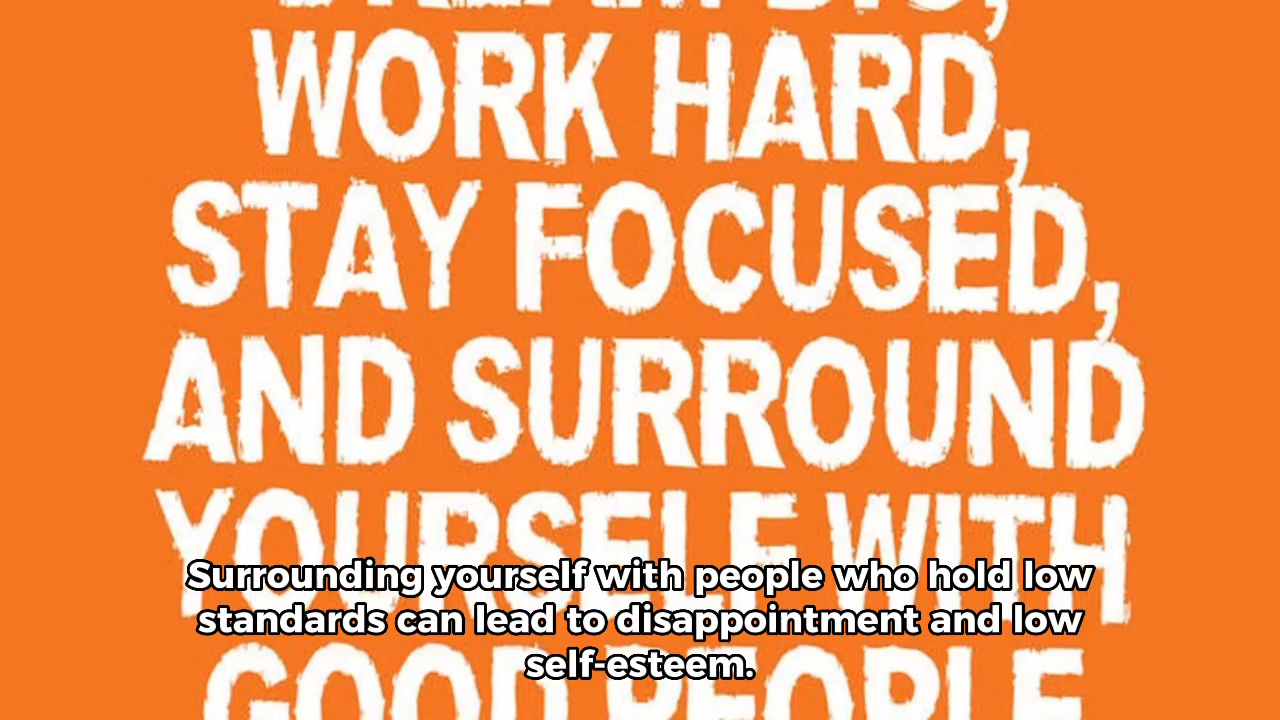 WORK HARD,
STAY FOCUSED,
AND SURROUND
YOURSELF WITH
Surrounding yourself with people who hold low
standards can lead to disappointment and low
self-esteem.
GOOD PEOPLE